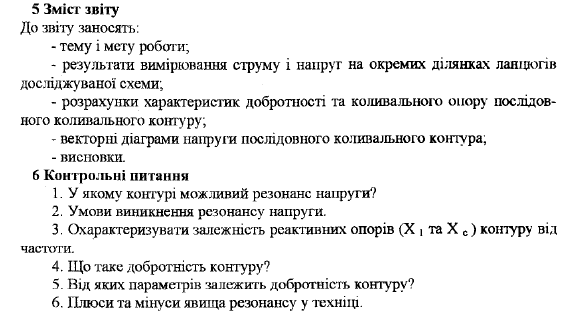 5 Зміст звіту
До звіту заносять:
- тему і мету роботи;
- результати вимірювання струму і напруг на окремих ділянках ланцюгів
досліджуваної схеми;
- розрахунки характеристик добротності та коливального опору послідов-
ного коливального контуру;
- векторні діаграми напруги послідовного коливального контура;
- висновки.
6 Контрольні питання
1. У якому контурі можливий резонанс напруги?
2. Умови виникнення резонансу напруги.
3. Охарактеризувати залежність реактивних опорів (X l та X c ) контуру від
частоти.
4. Що таке добротність контуру?
5. Від яких параметрів залежить добротність контуру?
6. Плюси та мінуси явища резонансу у техніці.